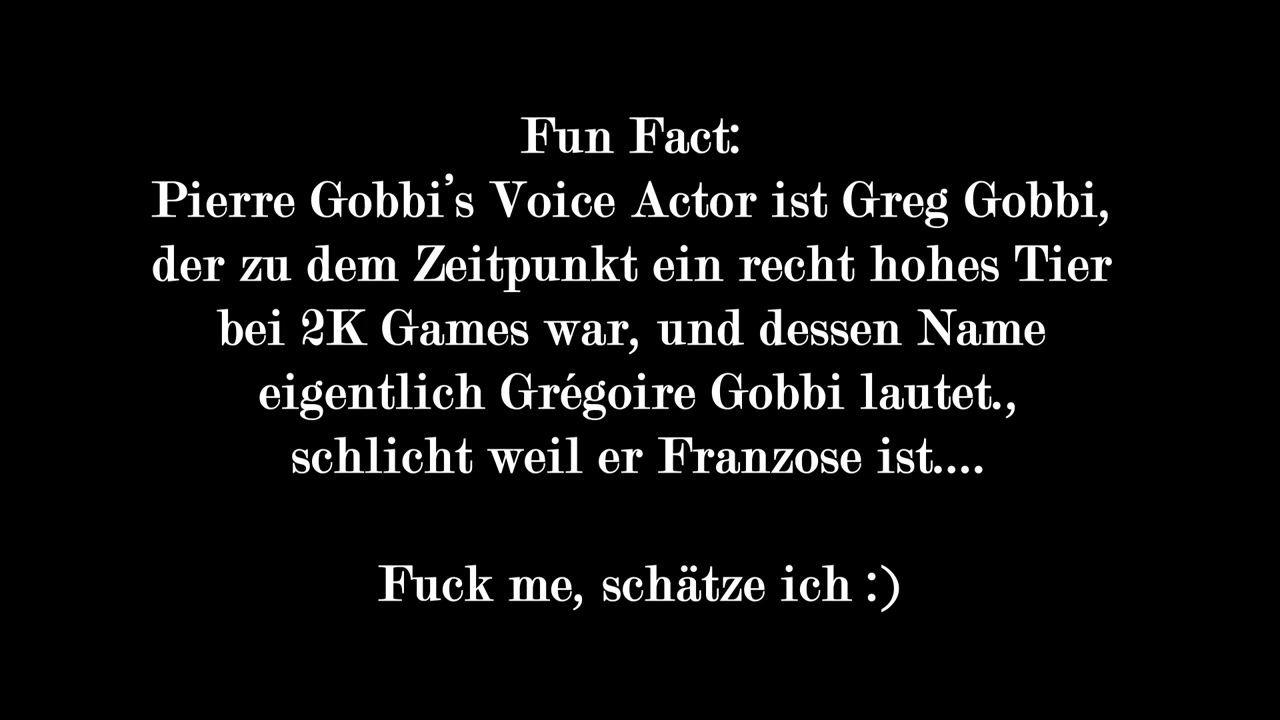 Fun Fact:
Pierre Gobbi's Voice Actor ist Greg Gobbi,
der zu dem Zeitpunkt ein recht hohes Tier
bei 2K Games war, und dessen Name
eigentlich Grégoire Gobbi lautet.,
schlicht weil er Franzose ist....
Fuck me, schätze ich :)